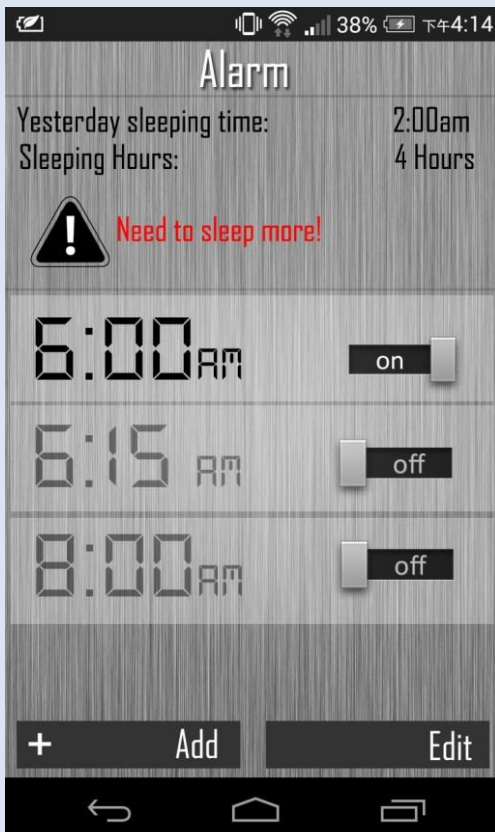 38% 下午4:14
Alarm
Yesterday sleeping time: 2:00am
Sleeping Hours: 4 Hours
! Need to sleep more!
6:00AM on
6:15 AM off
8:00AM off
+ Add Edit